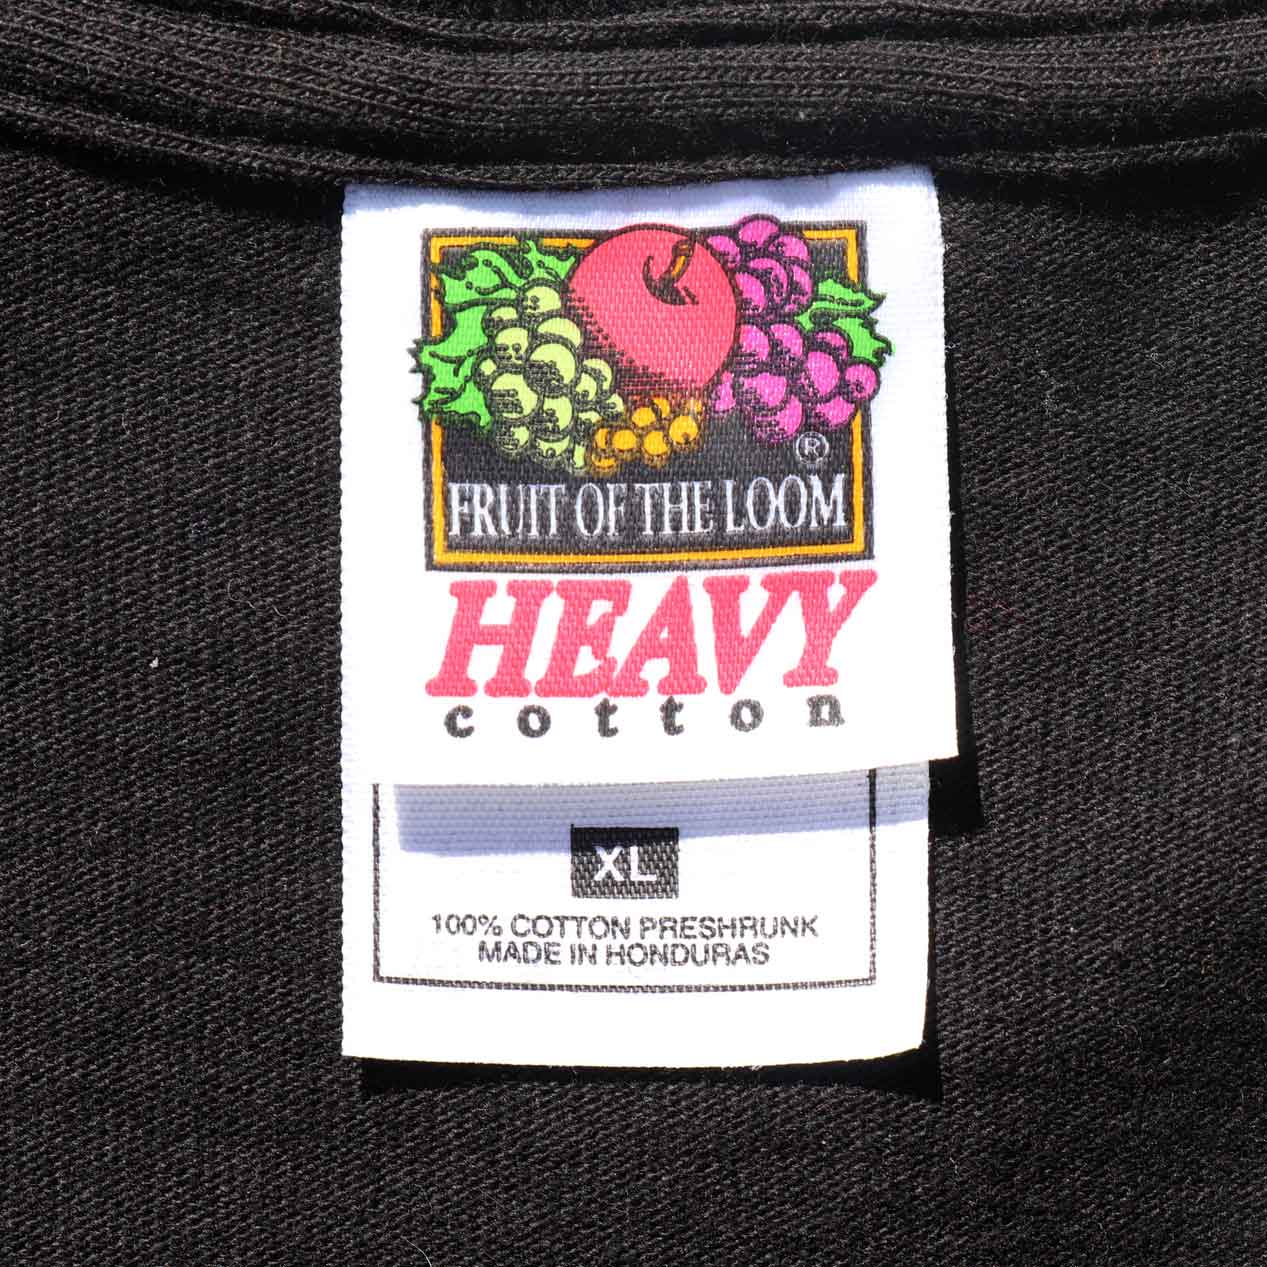 ®
FRUIT OF THE LOOM
HEAVY
cotton
XL
100% COTTON PRESHRUNK
MADE IN HONDURAS